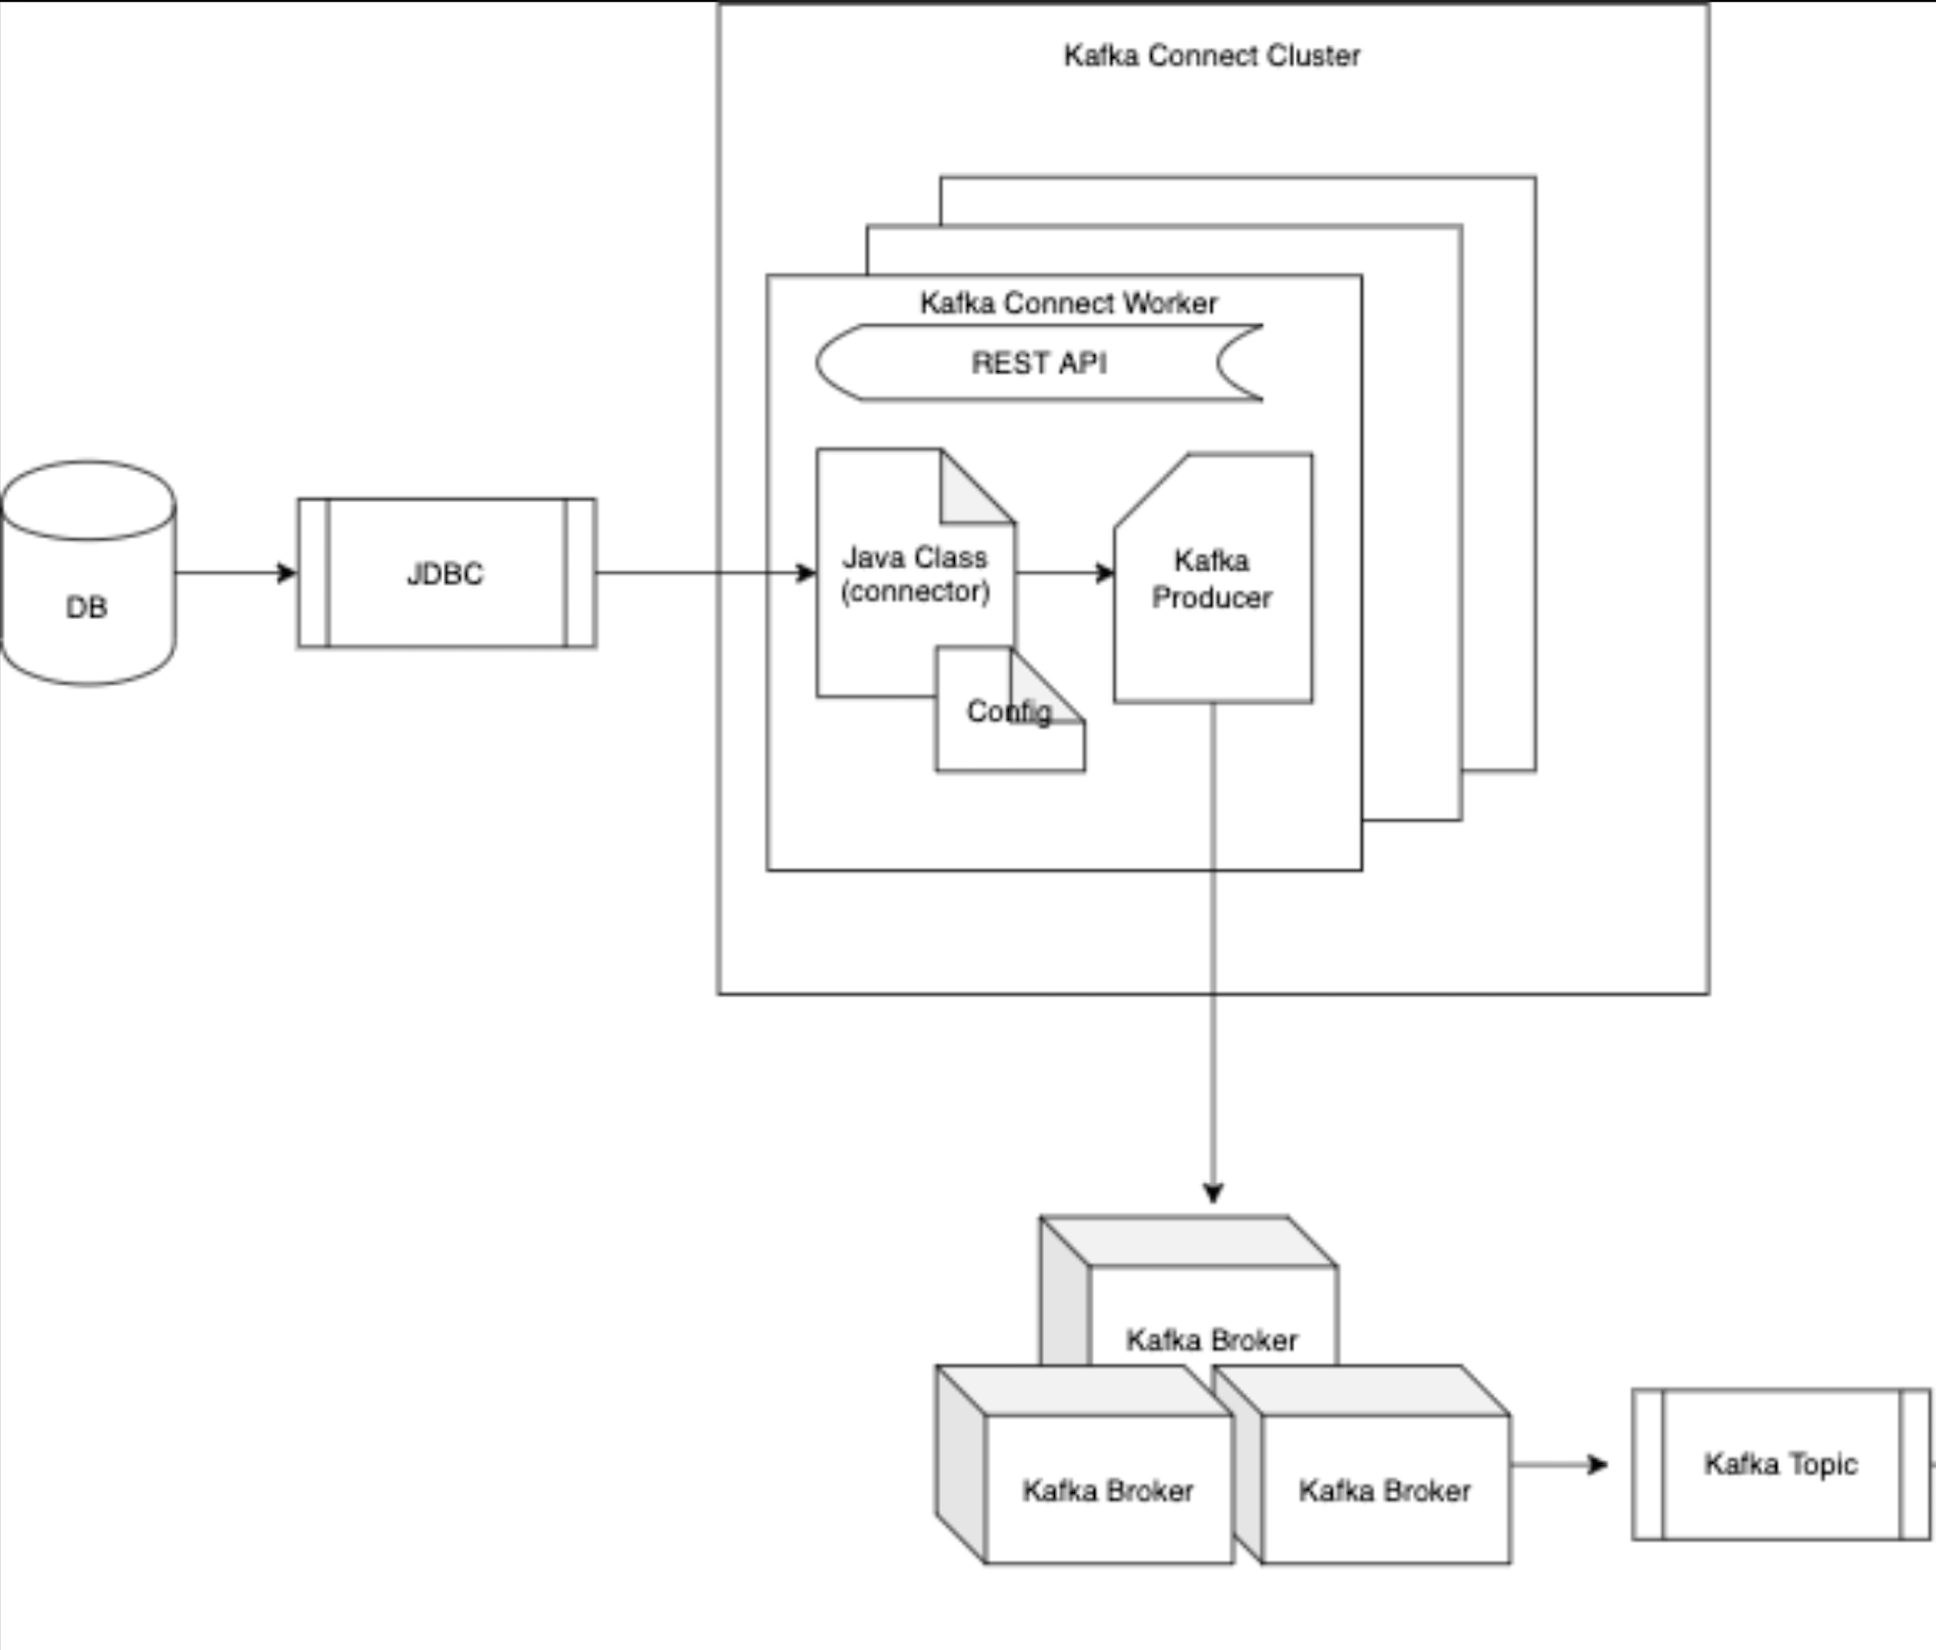 Kafka Connect Cluster
Kafka Connect Worker
REST API
DB
JDBC
Java Class
(connector)
Kafka
Producer
Config
Kafka Broker
Kafka Broker
Kafka Broker
Kafka Topic